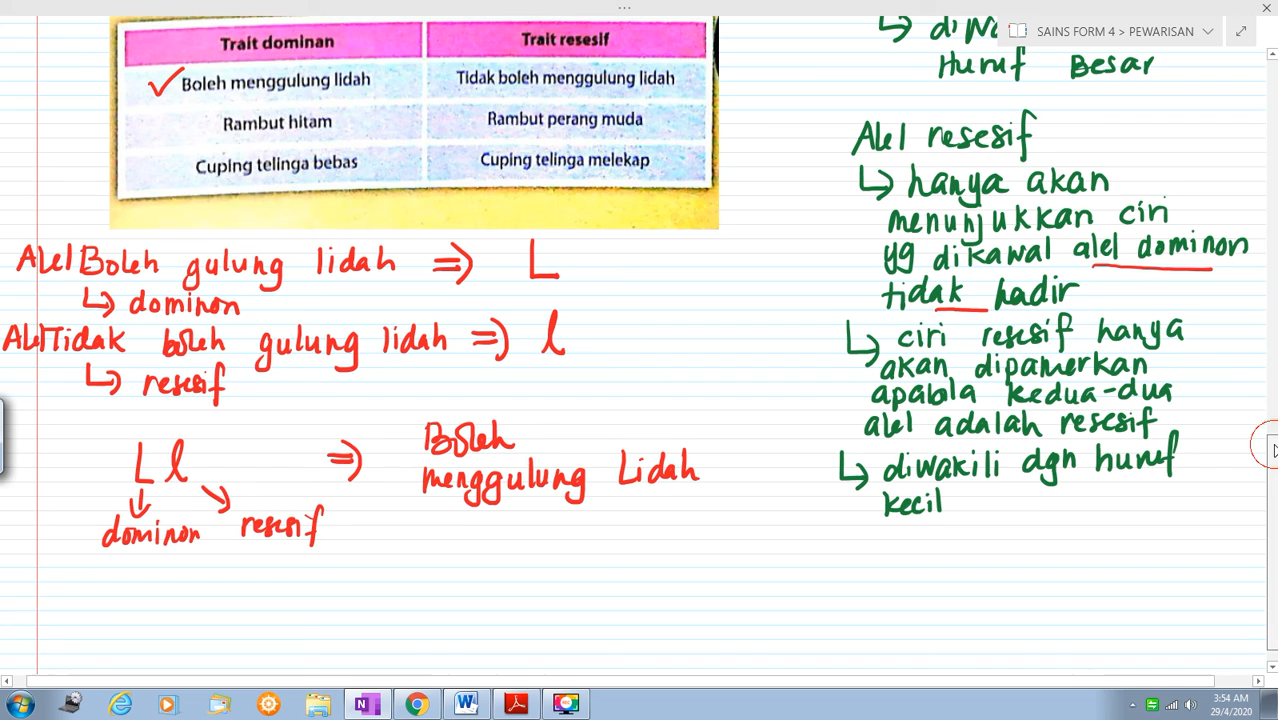 SAINS FORM 4 > PEWARISAN
Trait dominan
Trait resesif
Boleh menggulung lidah
Tidak boleh menggulung lidah
Rambut hitam
Rambut perang muda
Cuping telinga bebas
Cuping telinga melekap
Alel Boleh gulung lidah => L
↳ dominan
Alel Tidak boleh gulung lidah => l
↳ resesif
L l => Boleh
menggulung Lidah
dominan resesif
Huruf Besar
Alel resesif
↳ hanya akan
menunjukkan ciri
yg dikawal alel dominan
tidak hadir
↳ ciri resesif hanya
akan dipamerkan
apabila kedua-dua
alel adalah resesif
↳ diwakili dgn huruf
kecil
3:54 AM
29/4/2020